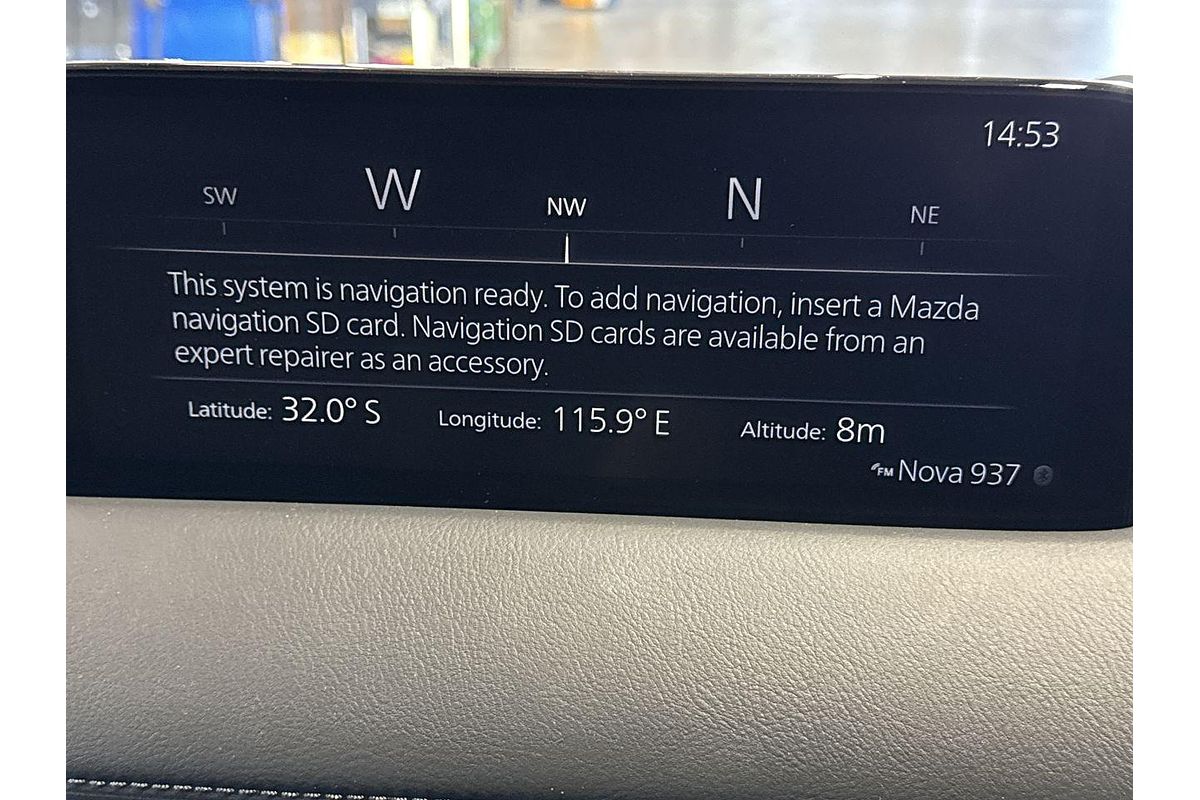 14:53
SW W NW N NE
This system is navigation ready. To add navigation, insert a Mazda
navigation SD card. Navigation SD cards are available from an
expert repairer as an accessory.
Latitude: 32.0° S Longitude: 115.9° E Altitude: 8m
FM Nova 937